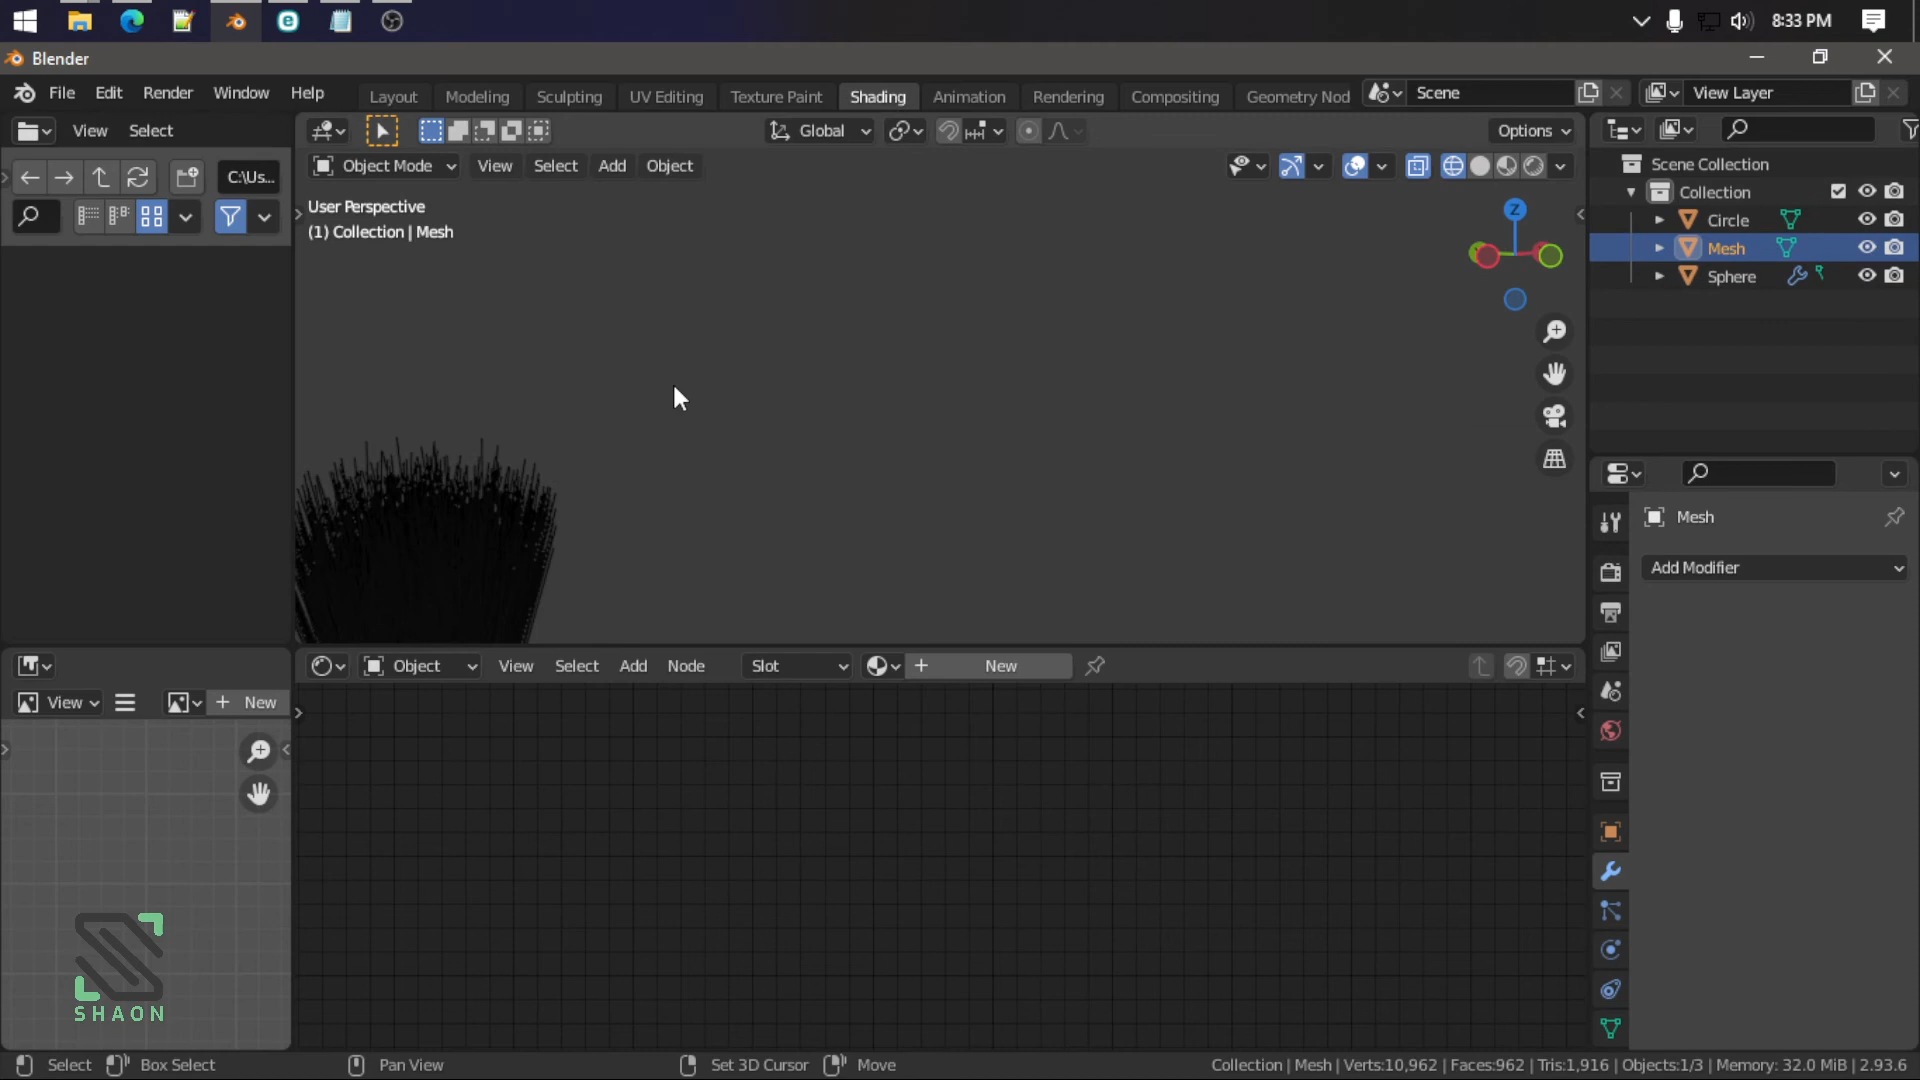 8:33 PM
Blender
File Edit Render Window Help
Layout Modeling Sculpting UV Editing Texture Paint Shading Animation Rendering Compositing Geometry Nod
Scene
View Layer
View Select
Global
Options
Object Mode View Select Add Object
C:\Us...
User Perspective
(1) Collection | Mesh
Z
Scene Collection
Collection
Circle
Mesh
Sphere
Mesh
Add Modifier
Object View Select Add Node Slot New
View New
SHAON
Select Box Select Pan View Set 3D Cursor Move Collection | Mesh | Verts:10,962 | Faces:962 | Tris:1,916 | Objects:1/3 | Memory: 32.0 MiB | 2.93.6